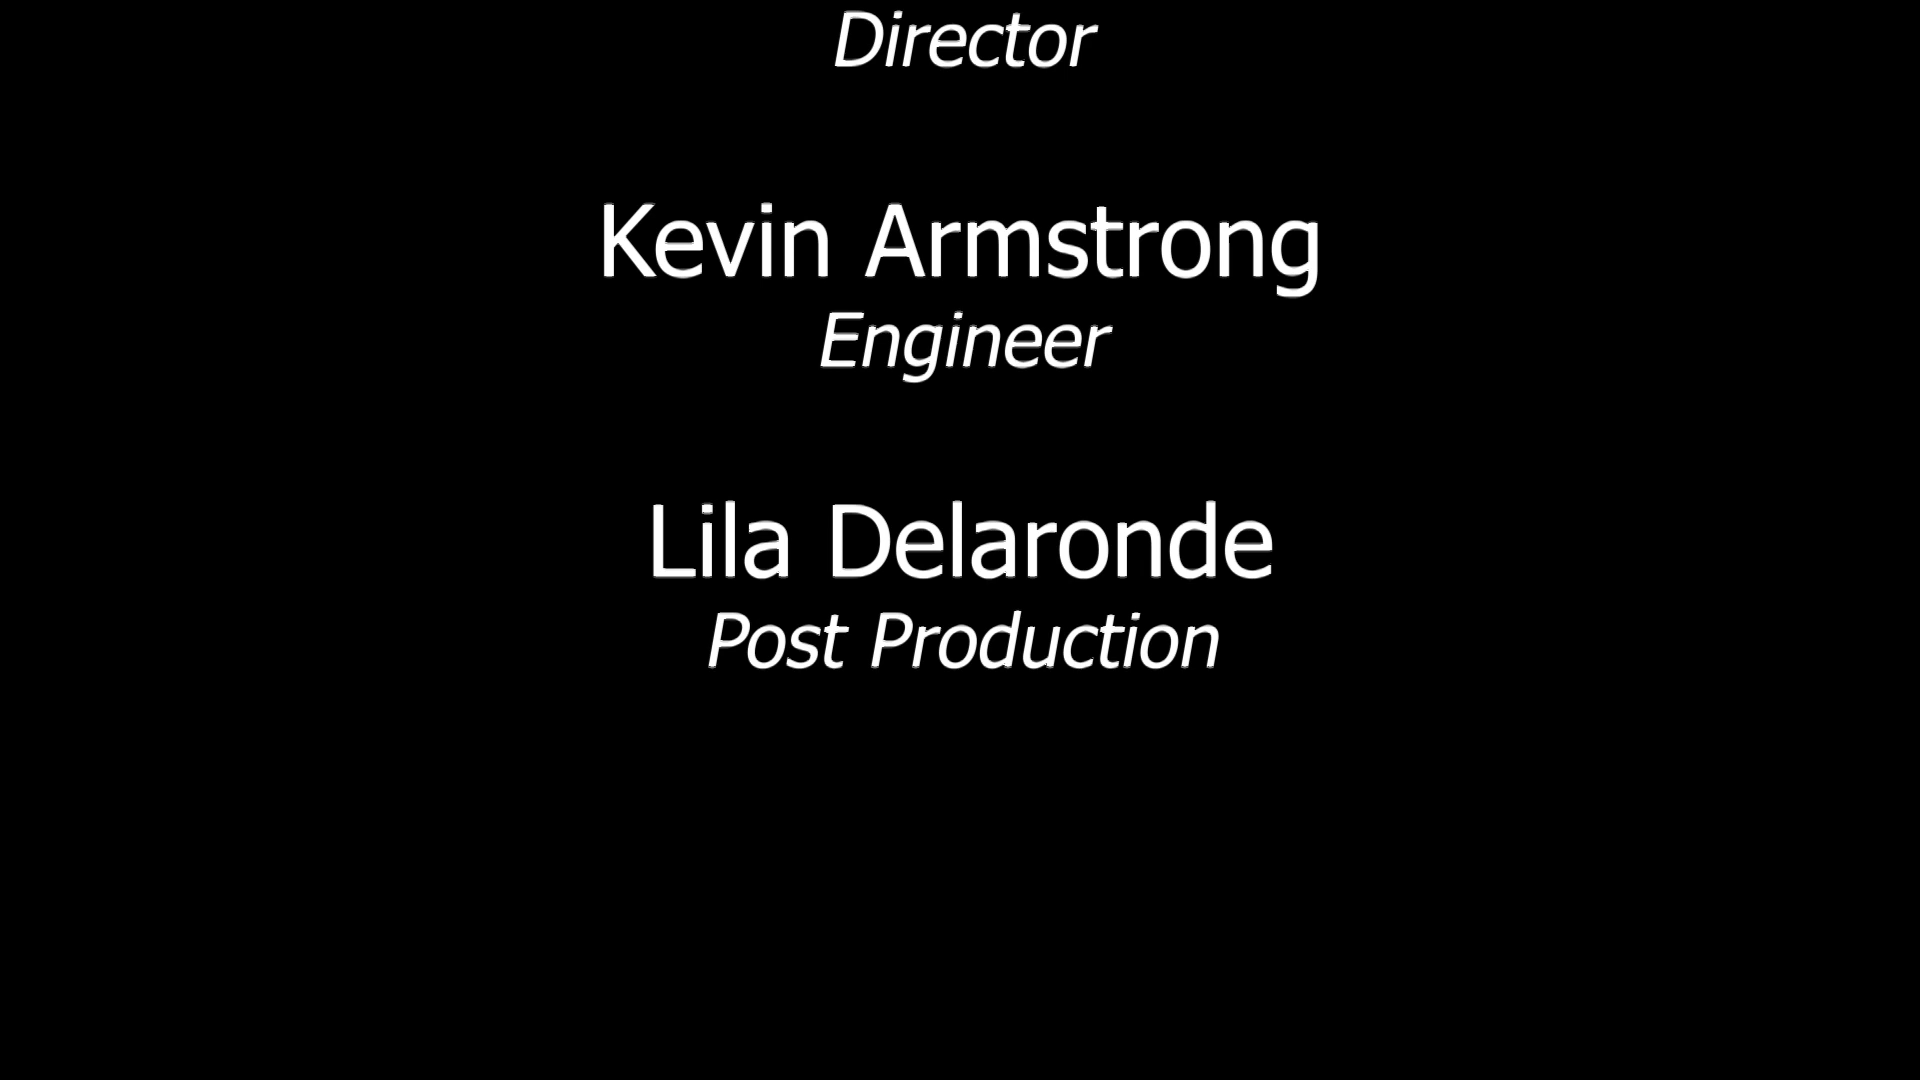 Director
Kevin Armstrong
Engineer
Lila Delaronde
Post Production